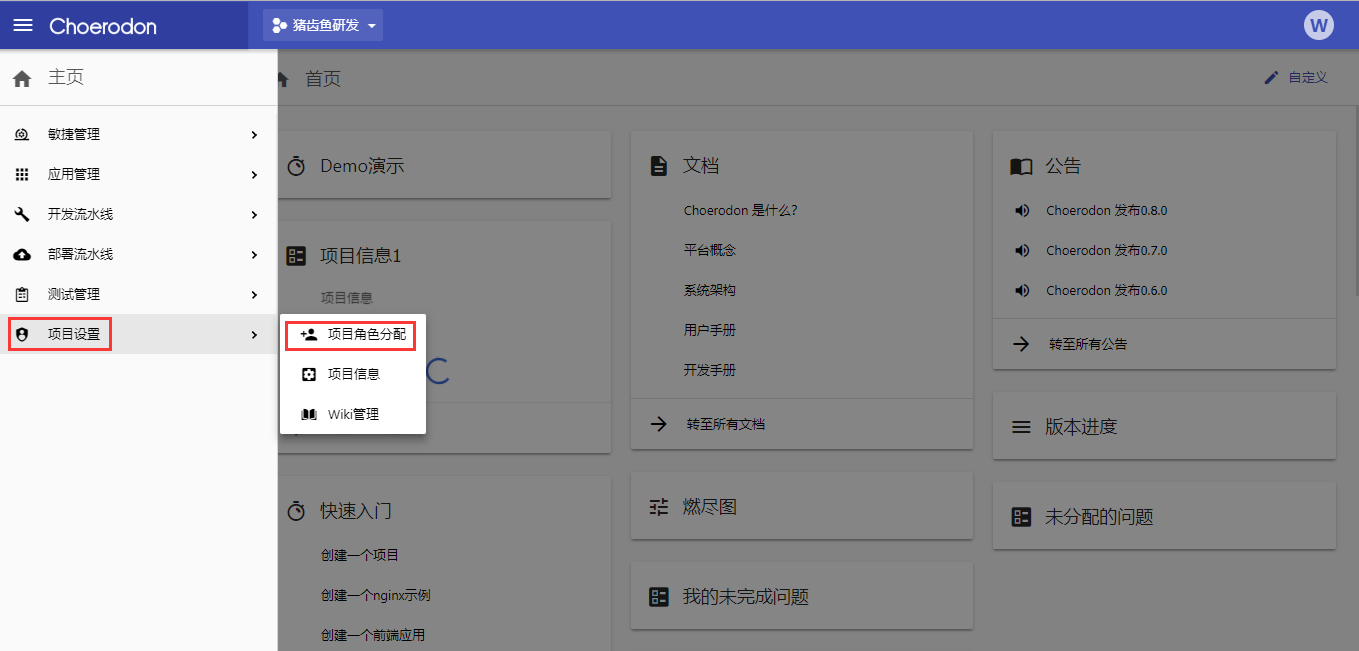 Choerodon
猪齿鱼研发
W
主页
敏捷管理
应用管理
开发流水线
部署流水线
测试管理
项目设置
项目角色分配
项目信息
Wiki管理
首页
自定义
Demo演示
项目信息1
项目信息
快速入门
创建一个项目
创建一个nginx示例
创建一个前端应用
文档
Choerodon 是什么?
平台概念
系统架构
用户手册
开发手册
转至所有文档
燃尽图
我的未完成问题
公告
Choerodon 发布0.8.0
Choerodon 发布0.7.0
Choerodon 发布0.6.0
转至所有公告
版本进度
未分配的问题